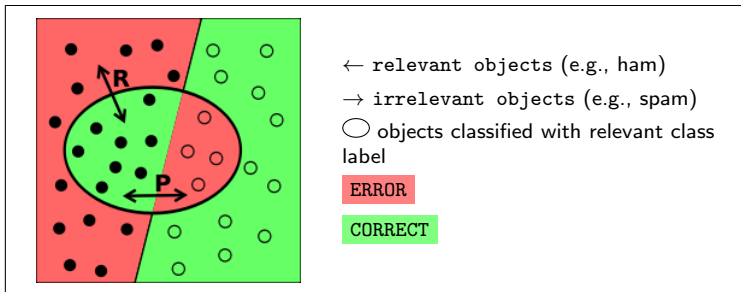 R
P
← relevant objects (e.g., ham)
→ irrelevant objects (e.g., spam)
objects classified with relevant class
label
ERROR
CORRECT